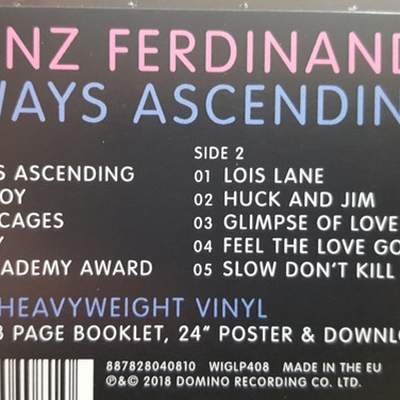 NZ FERDINAND
WAYS ASCENDIN
SIDE 2
S ASCENDING
OY
CAGES
Y
ADEMY AWARD
01 LOIS LANE
02 HUCK AND JIM
03 GLIMPSE OF LOVE
04 FEEL THE LOVE GO
05 SLOW DON'T KILL
HEAVYWEIGHT VINYL
8 PAGE BOOKLET, 24" POSTER & DOWNLO
887828040810 WIGLP408 MADE IN THE EU
℗&© 2018 DOMINO RECORDING CO. LTD.